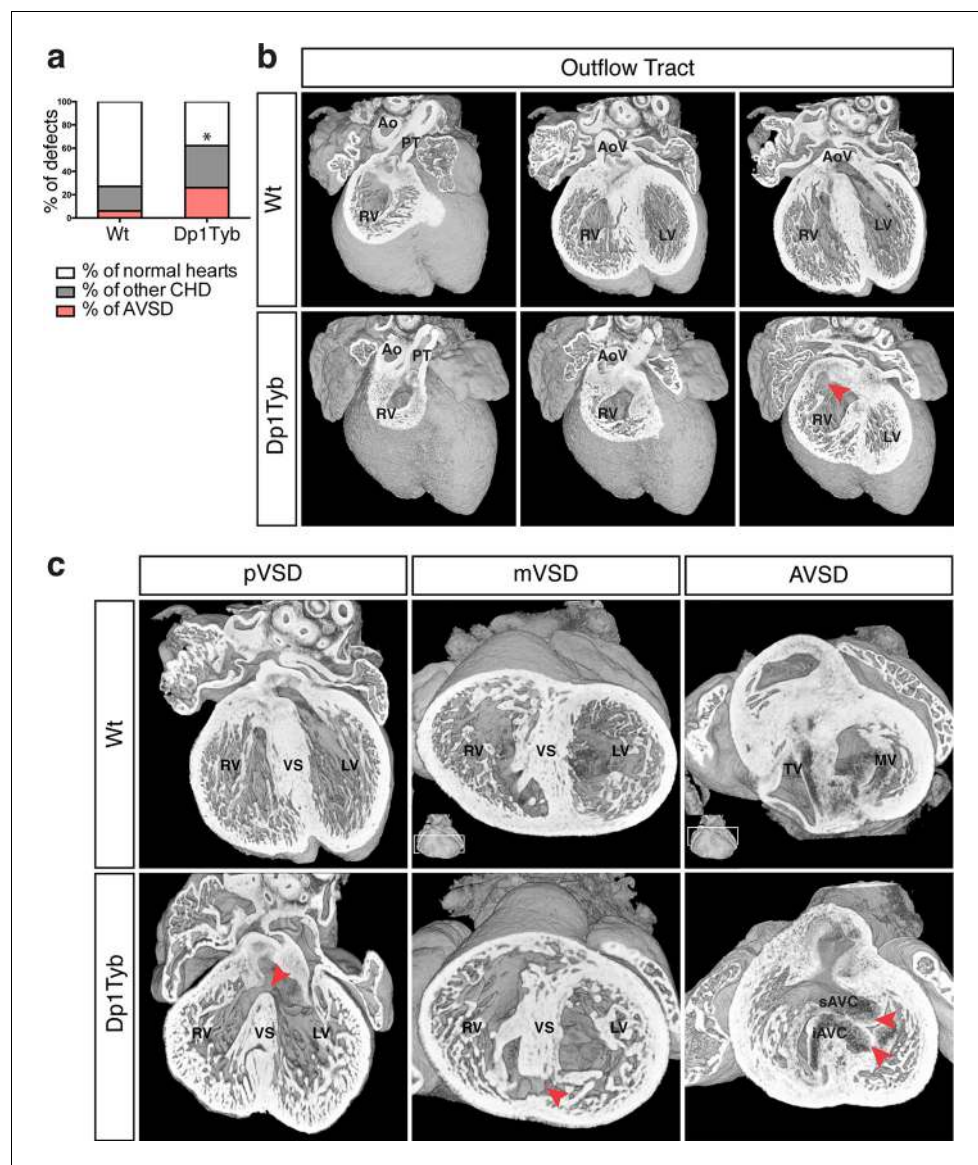 a
% of defects
100
80
60
40
20
0
*
Wt
Dp1Tyb
% of normal hearts
% of other CHD
% of AVSD
b
Outflow Tract
Wt
Ao
PT
RV
AoV
RV
LV
AoV
RV
LV
Dp1Tyb
Ao
PT
RV
AoV
RV
RV
LV
c
pVSD
mVSD
AVSD
Wt
RV
VS
LV
RV
VS
LV
TV
MV
Dp1Tyb
RV
VS
LV
RV
VS
LV
sAVC
iAVC